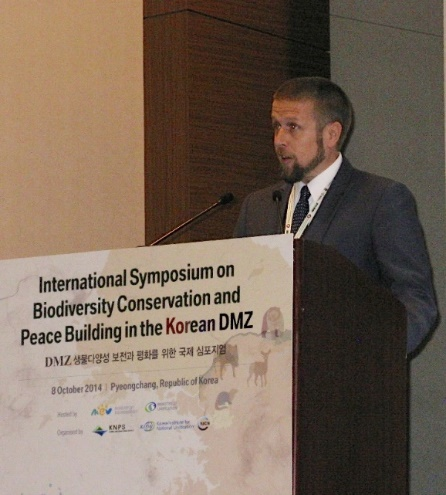 International Symposium on
Biodiversity Conservation and
Peace Building in the Korean DMZ
DMZ 생물다양성 보전과 평화를 위한 국제 심포지엄
8 October 2014 | Pyeongchang, Republic of Korea
Hosted by
Organized by KNPS